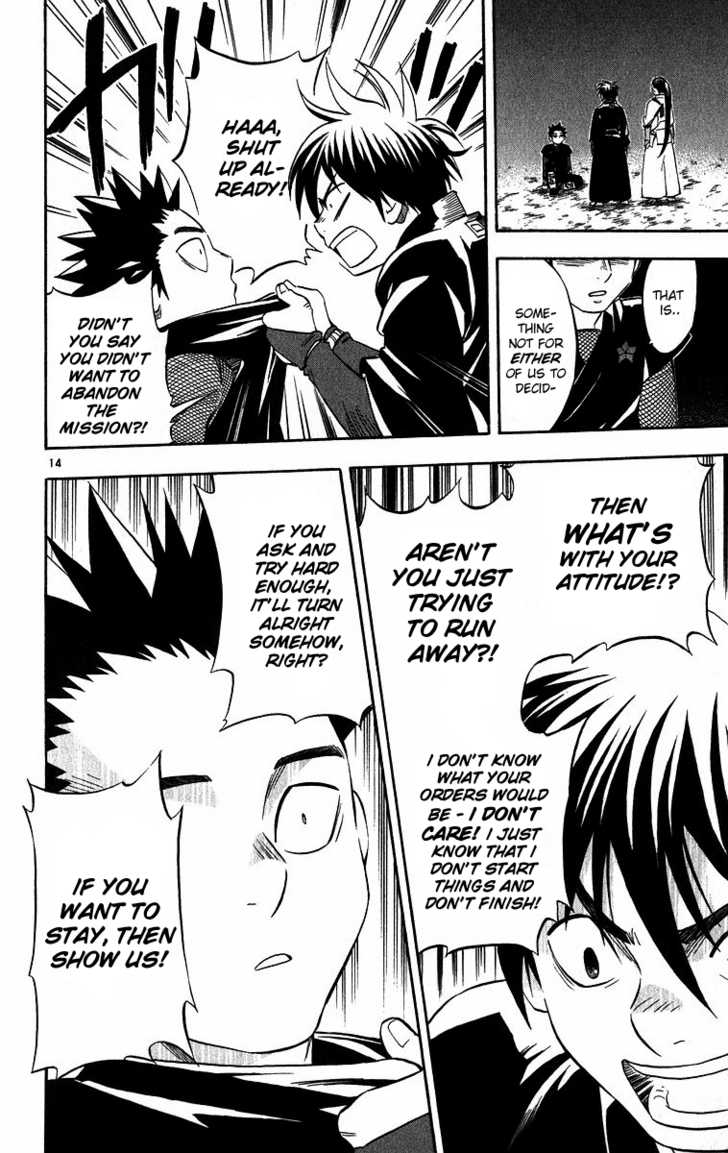 THAT
IS..
SOME-
THING
NOT FOR
EITHER
OF US TO
DECID-
ガッ
HAAA,
SHUT
UP AL-
READY!
DIDN'T
YOU SAY
YOU DIDN'T
WANT TO
ABANDON
THE
MISSION?!
14
THEN
WHAT'S
WITH YOUR
ATTITUDE!?
AREN'T
YOU JUST
TRYING
TO RUN
AWAY?!
I DON'T KNOW
WHAT YOUR
ORDERS WOULD
BE - I DON'T
CARE! I JUST
KNOW THAT I
DON'T START
THINGS AND
DON'T FINISH!
IF YOU
ASK AND
TRY HARD
ENOUGH,
IT'LL TURN
ALRIGHT
SOMEHOW,
RIGHT?
IF YOU
WANT TO
STAY, THEN
SHOW US!